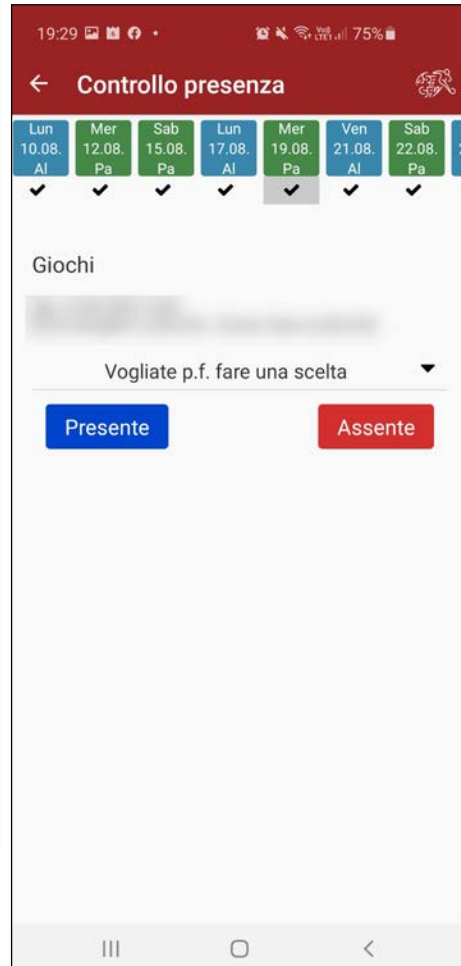 19:29
75%
Controllo presenza
Lun Mer Sab Lun Mer Ven Sab
10.08. 12.08. 15.08. 17.08. 19.08. 21.08. 22.08.
Al Pa Pa Al Pa Al Pa
Giochi
Vogliate p.f. fare una scelta
Presente Assente